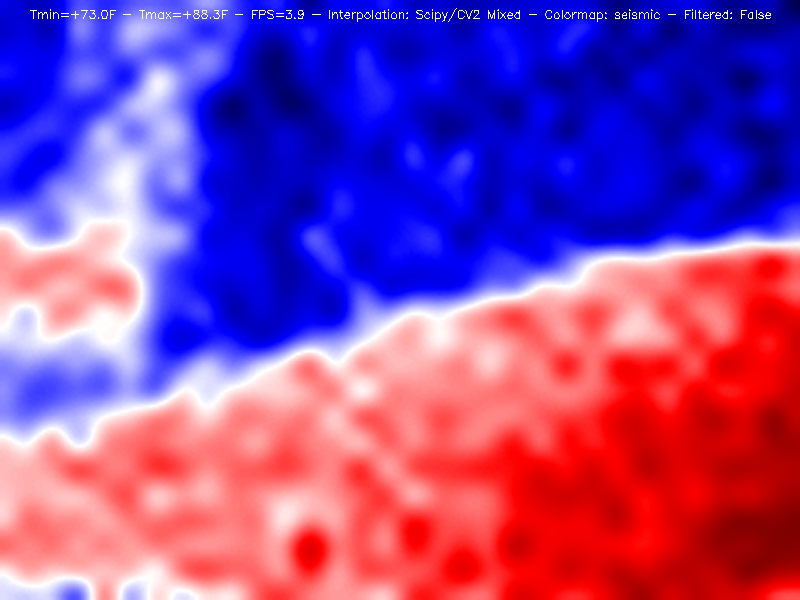 Tmin=+73.0F - Tmax=+88.3F - FPS=3.9 - Interpolation: Scipy/CV2 Mixed - Colormap: seismic - Filtered: False